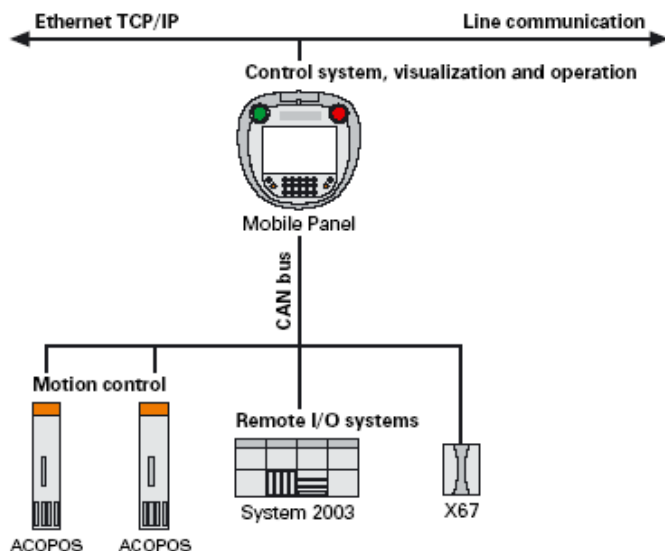 Ethernet TCP/IP
Line communication
Control system, visualization and operation
Mobile Panel
CAN bus
Motion control
Remote I/O systems
System 2003
X67
ACOPOS
ACOPOS